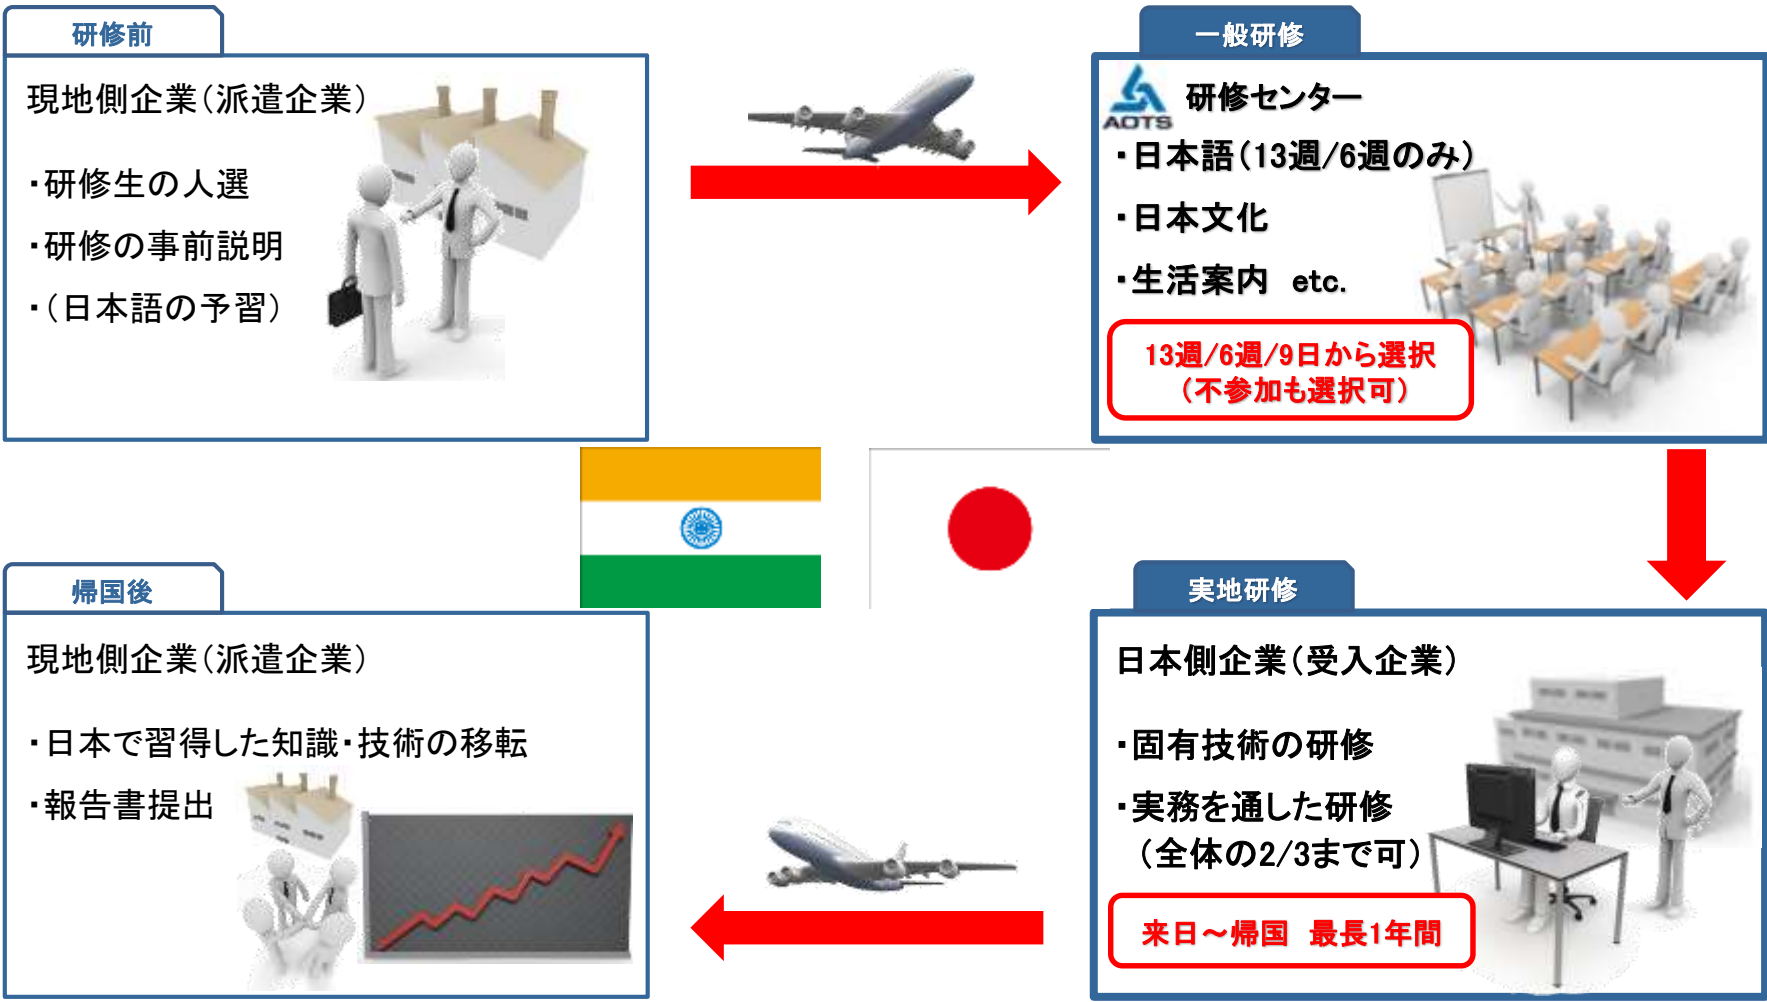 研修前
現地側企業(派遣企業)
・研修生の人選
・研修の事前説明
・(日本語の予習)
一般研修
AOTS 研修センター
・日本語(13週/6週のみ)
・日本文化
・生活案内 etc.
13週/6週/9日から選択
(不参加も選択可)
実地研修
日本側企業(受入企業)
・固有技術の研修
・実務を通した研修
(全体の2/3まで可)
来日～帰国 最長1年間
帰国後
現地側企業(派遣企業)
・日本で習得した知識・技術の移転
・報告書提出